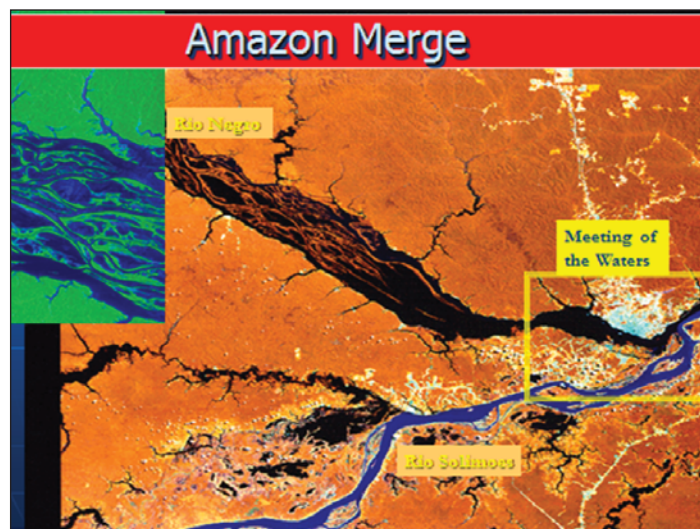 Amazon Merge
Rio Negro
Meeting of
the Waters
Rio Solimoes